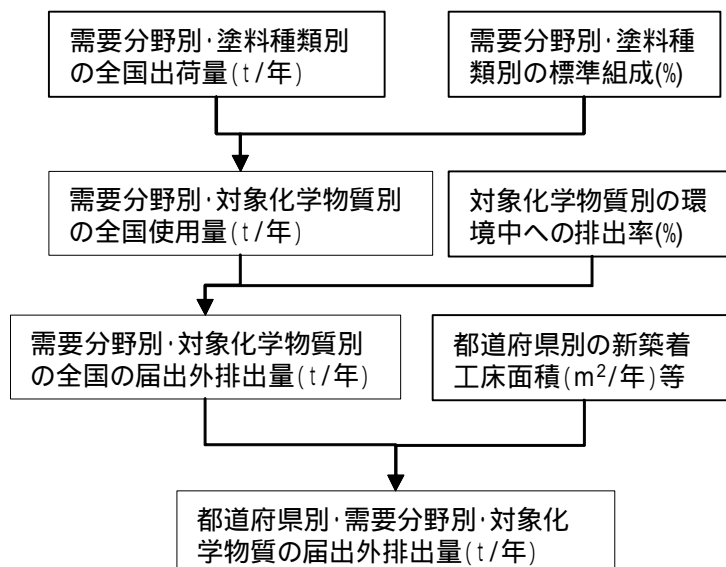 需要分野別・塗料種類別
の全国出荷量(t/年)
需要分野別・塗料種
類別の標準組成(%)
需要分野別・対象化学物質別
の全国使用量(t/年)
対象化学物質別の環
境中への排出率(%)
需要分野別・対象化学物質別
の全国の届出外排出量(t/年)
都道府県別の新築着
工床面積(m²/年)等
都道府県別・需要分野別・対象化
学物質の届出外排出量(t/年)